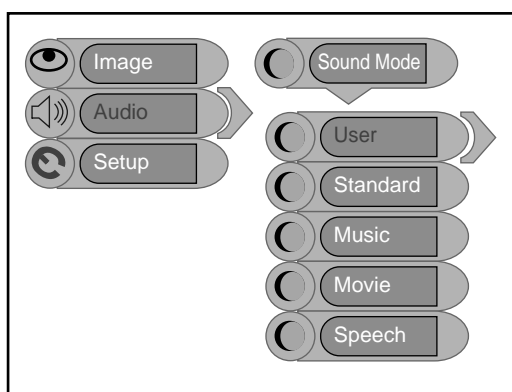 Image
Audio
Setup
Sound Mode
User
Standard
Music
Movie
Speech